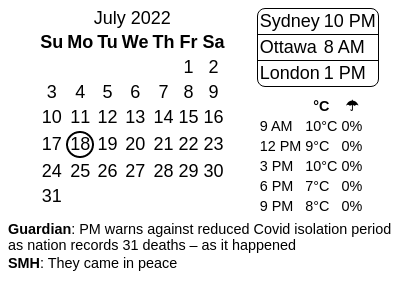 July 2022
Su Mo Tu We Th Fr Sa
1 2
3 4 5 6 7 8 9
10 11 12 13 14 15 16
17 18 19 20 21 22 23
24 25 26 27 28 29 30
31
Sydney 10 PM
Ottawa 8 AM
London 1 PM
°C ☂
9 AM 10°C 0%
12 PM 9°C 0%
3 PM 10°C 0%
6 PM 7°C 0%
9 PM 8°C 0%
Guardian: PM warns against reduced Covid isolation period
as nation records 31 deaths – as it happened
SMH: They came in peace